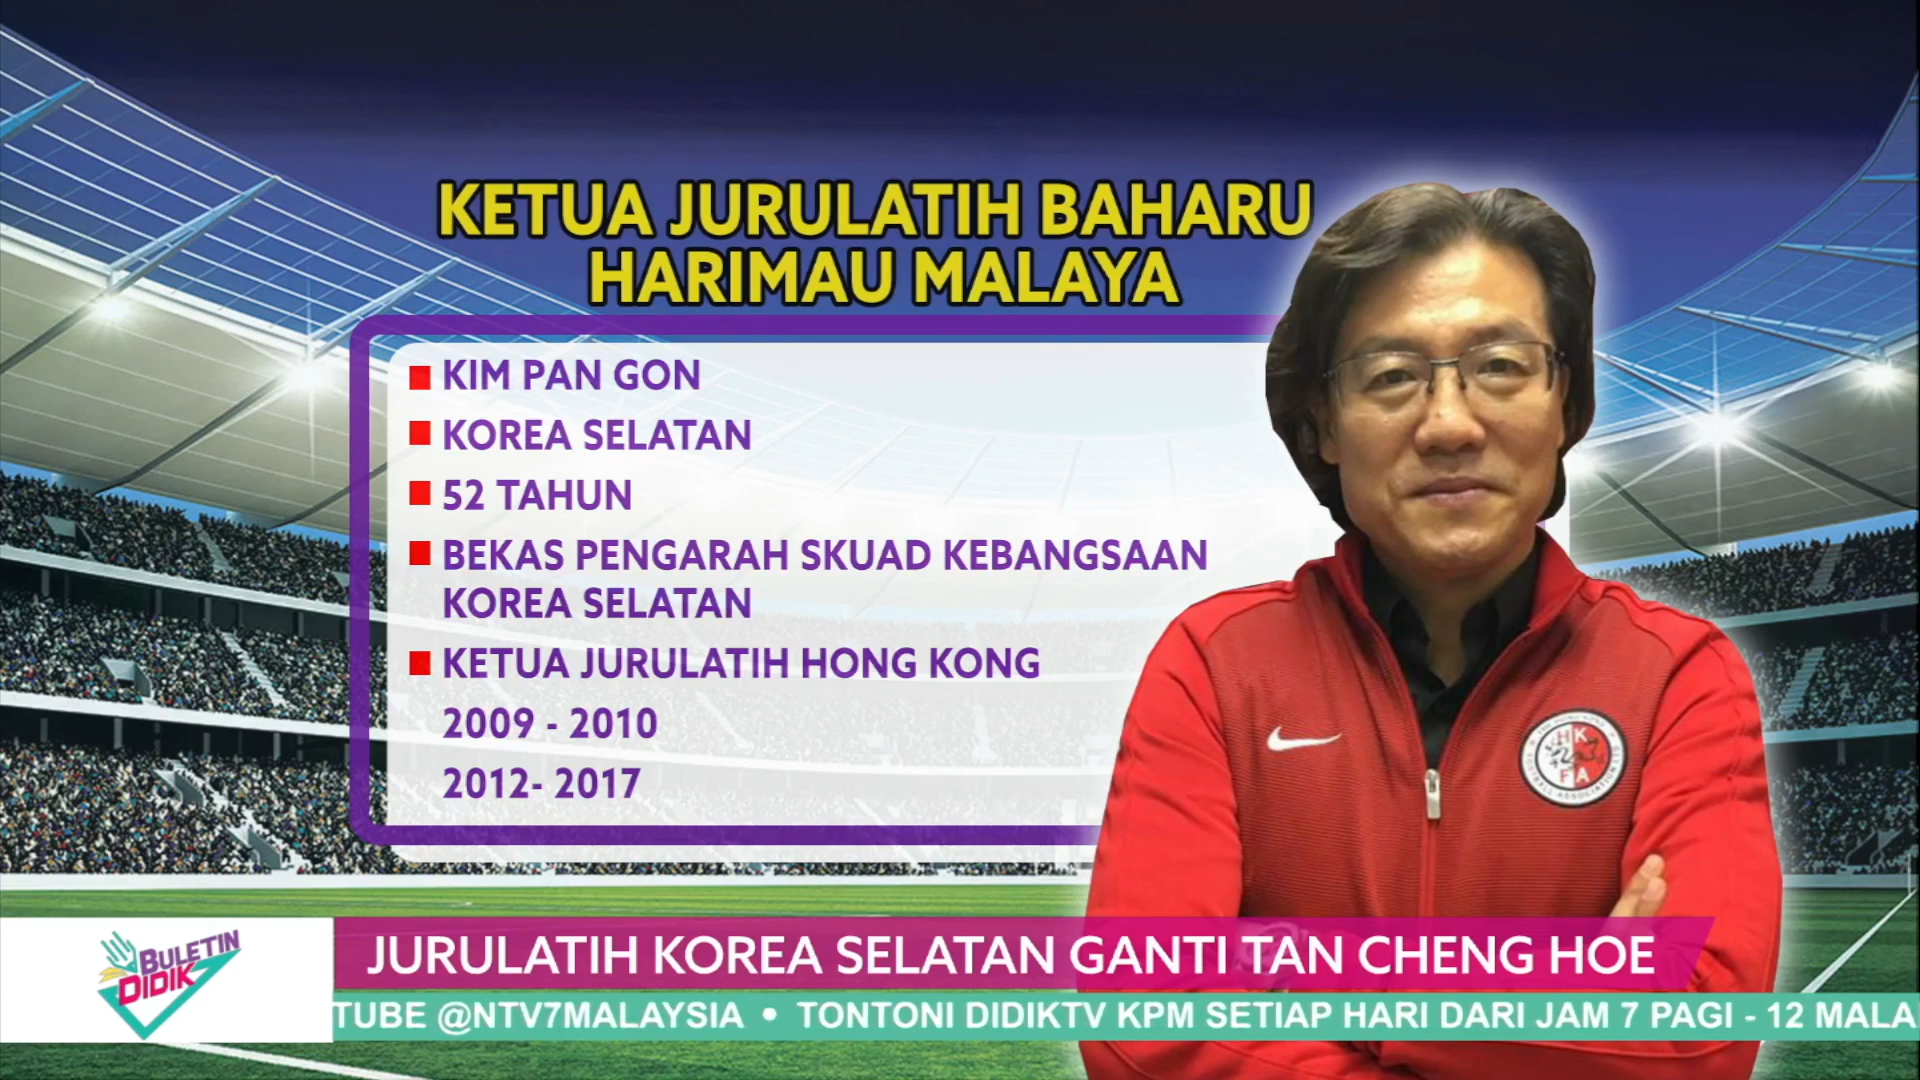 KETUA JURULATIH BAHARU
HARIMAU MALAYA
KIM PAN GON
KOREA SELATAN
52 TAHUN
BEKAS PENGARAH SKUAD KEBANGSAAN
KOREA SELATAN
KETUA JURULATIH HONG KONG
2009 - 2010
2012- 2017
HK
FA
BULETIN
DIDIK
JURULATIH KOREA SELATAN GANTI TAN CHENG HOE
TUBE @NTV7MALAYSIA • TONTONI DIDIKTV KPM SETIAP HARI DARI JAM 7 PAGI - 12 MALA